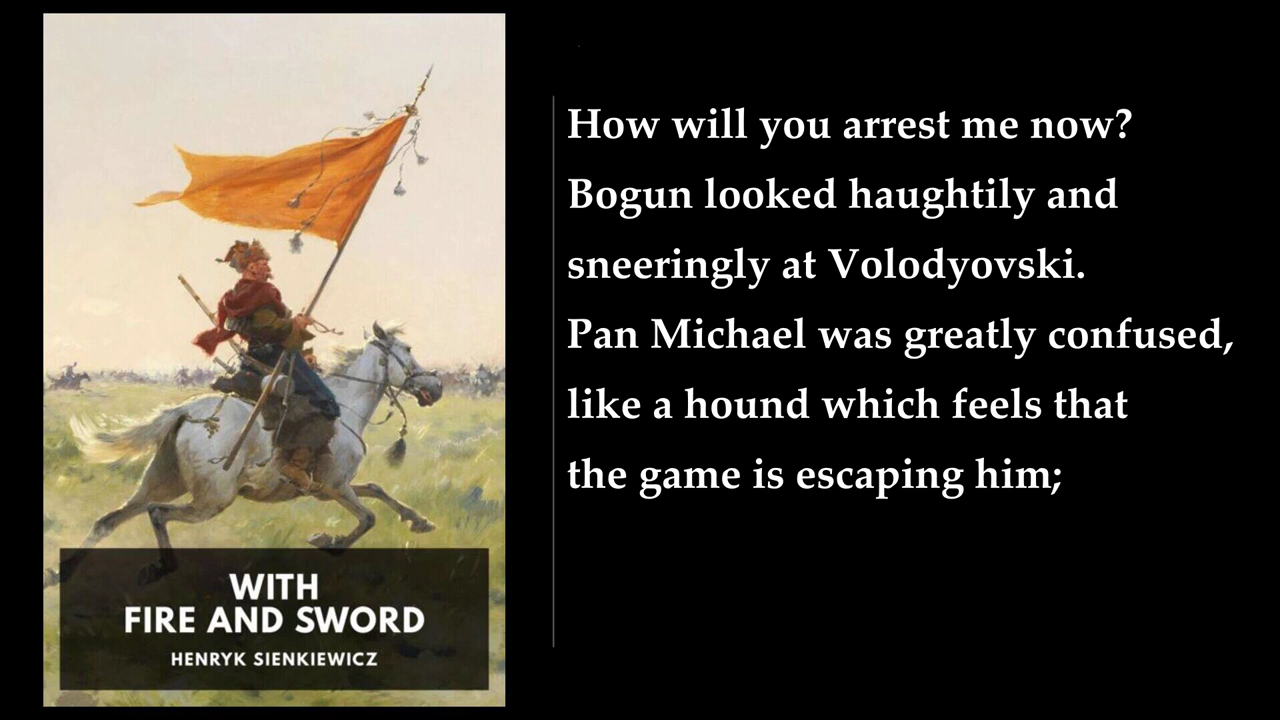 WITH
FIRE AND SWORD
HENRYK SIENKIEWICZ
How will you arrest me now?
Bogun looked haughtily and
sneeringly at Volodyovski.
Pan Michael was greatly confused,
like a hound which feels that
the game is escaping him;